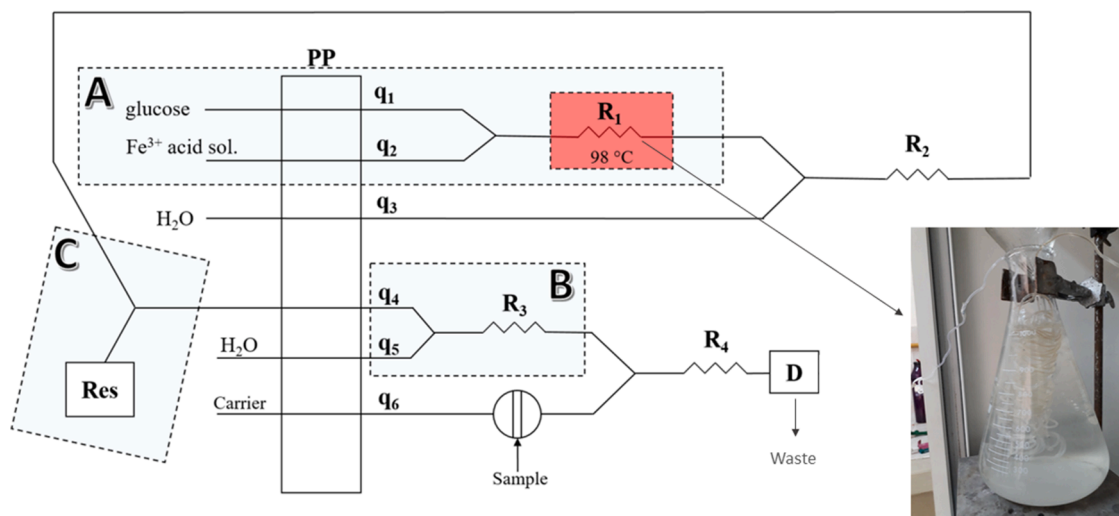 PP
A
glucose
q₁
R₁
Fe³⁺ acid sol.
q₂
98 °C
R₂
H₂O
q₃
C
B
q₄
R₃
H₂O
q₅
R₄
Res
D
Carrier
q₆
Waste
Sample